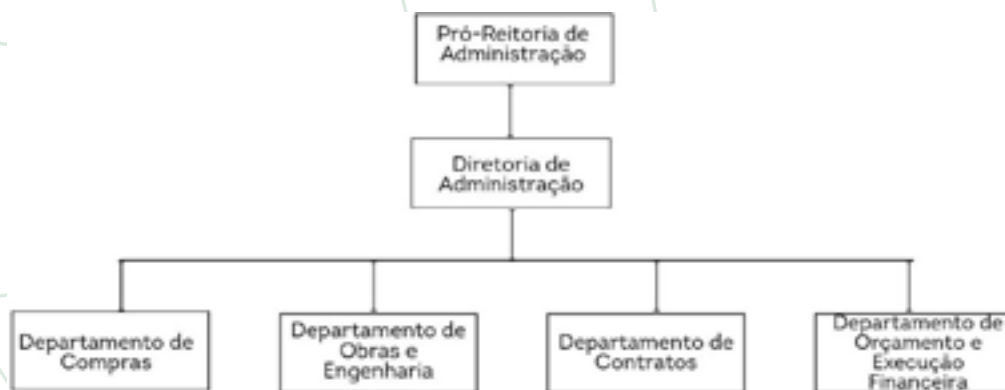 Pró-Reitoria de
Administração
Diretoria de
Administração
Departamento de
Compras
Departamento de
Obras e
Engenharia
Departamento de
Contratos
Departamento de
Orçamento e
Execução
Financeira